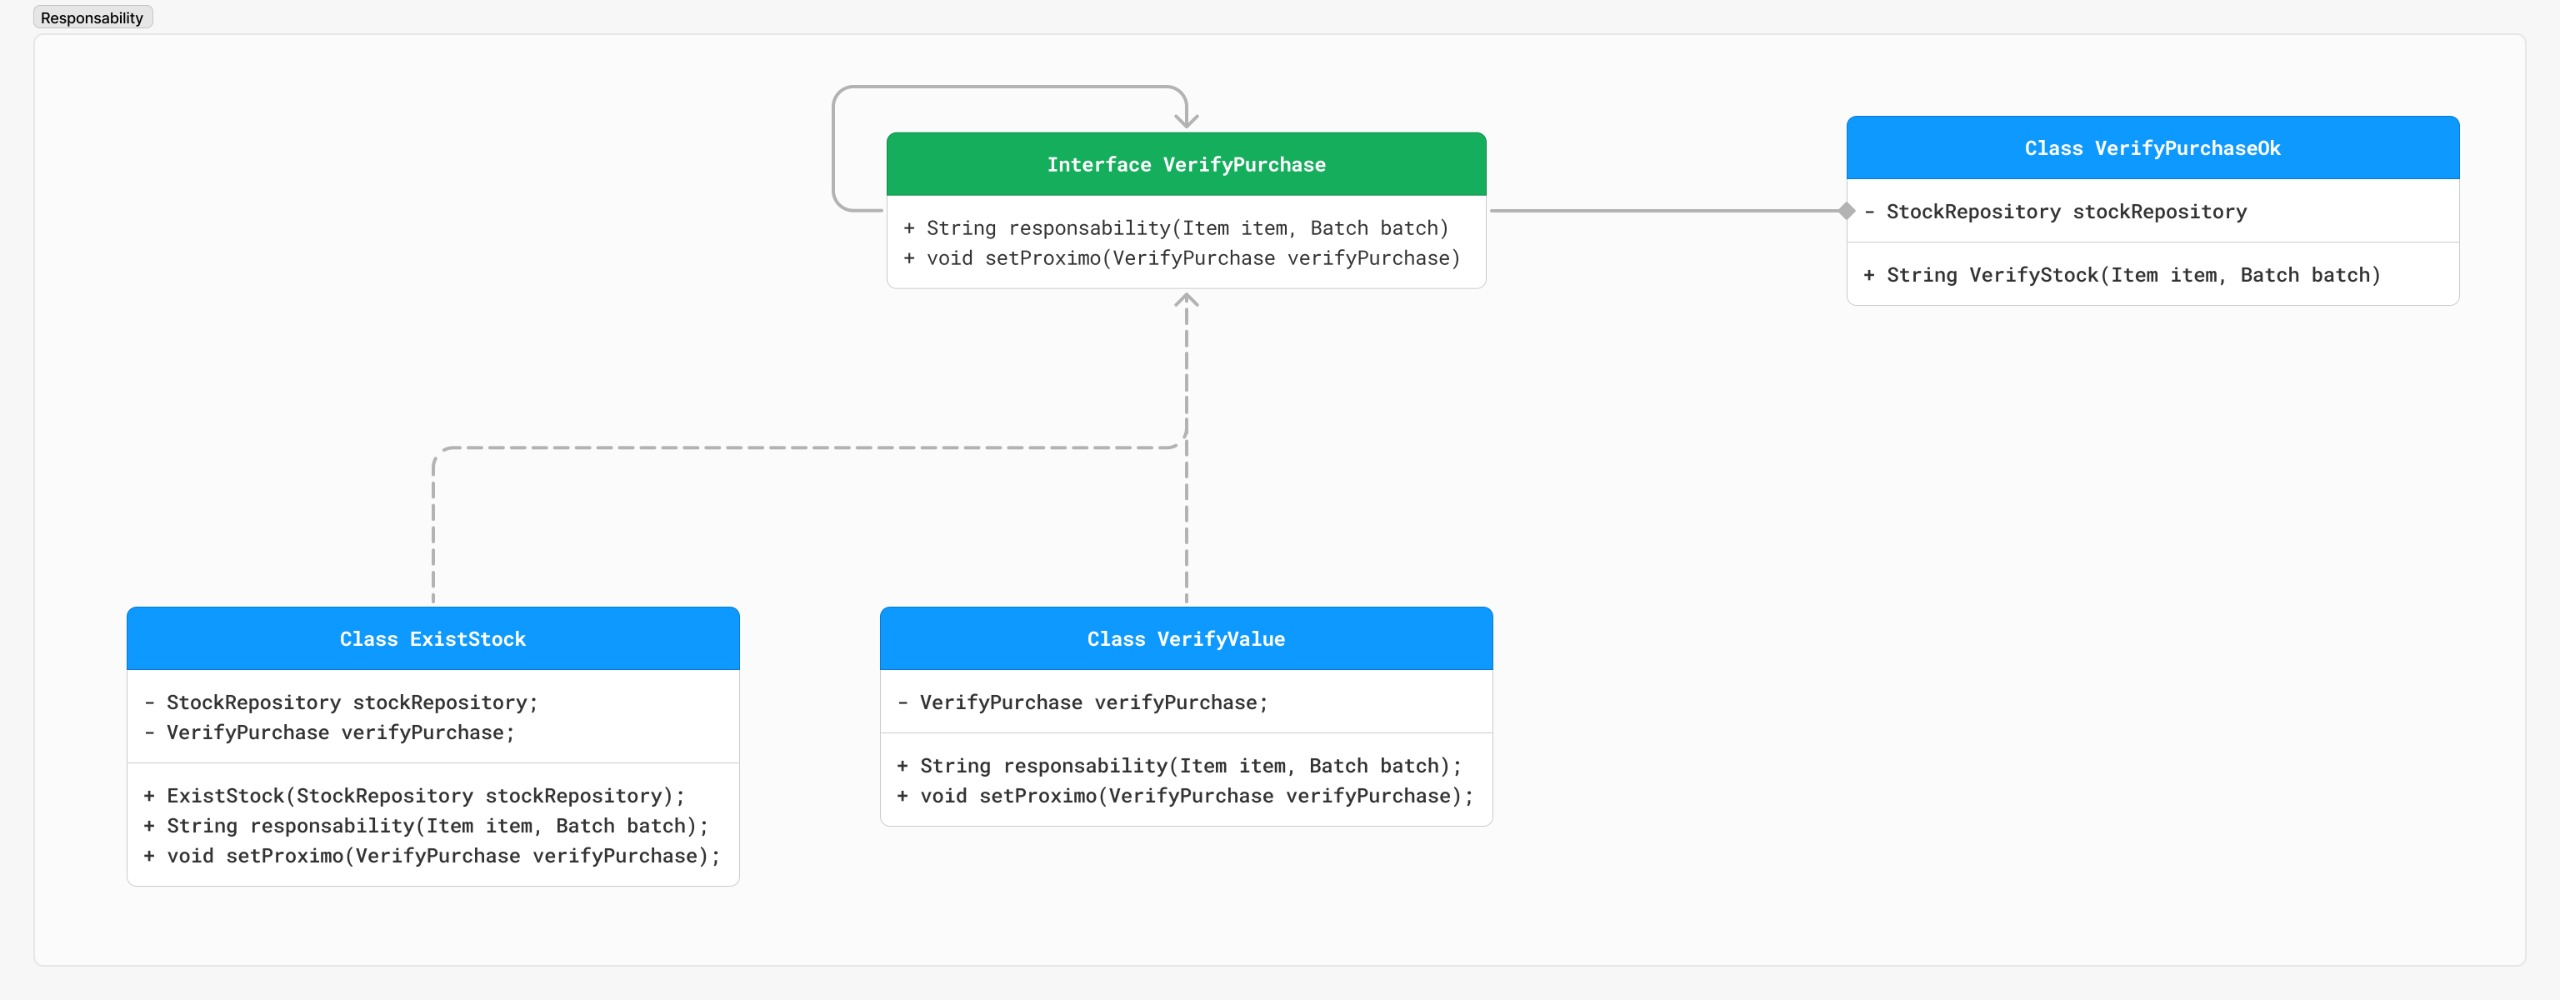 Responsability
Interface VerifyPurchase
+ String responsability(Item item, Batch batch)
+ void setProximo(VerifyPurchase verifyPurchase)
Class VerifyPurchaseOk
- StockRepository stockRepository
+ String VerifyStock(Item item, Batch batch)
Class ExistStock
- StockRepository stockRepository;
- VerifyPurchase verifyPurchase;
+ ExistStock(StockRepository stockRepository);
+ String responsability(Item item, Batch batch);
+ void setProximo(VerifyPurchase verifyPurchase);
Class VerifyValue
- VerifyPurchase verifyPurchase;
+ String responsability(Item item, Batch batch);
+ void setProximo(VerifyPurchase verifyPurchase);